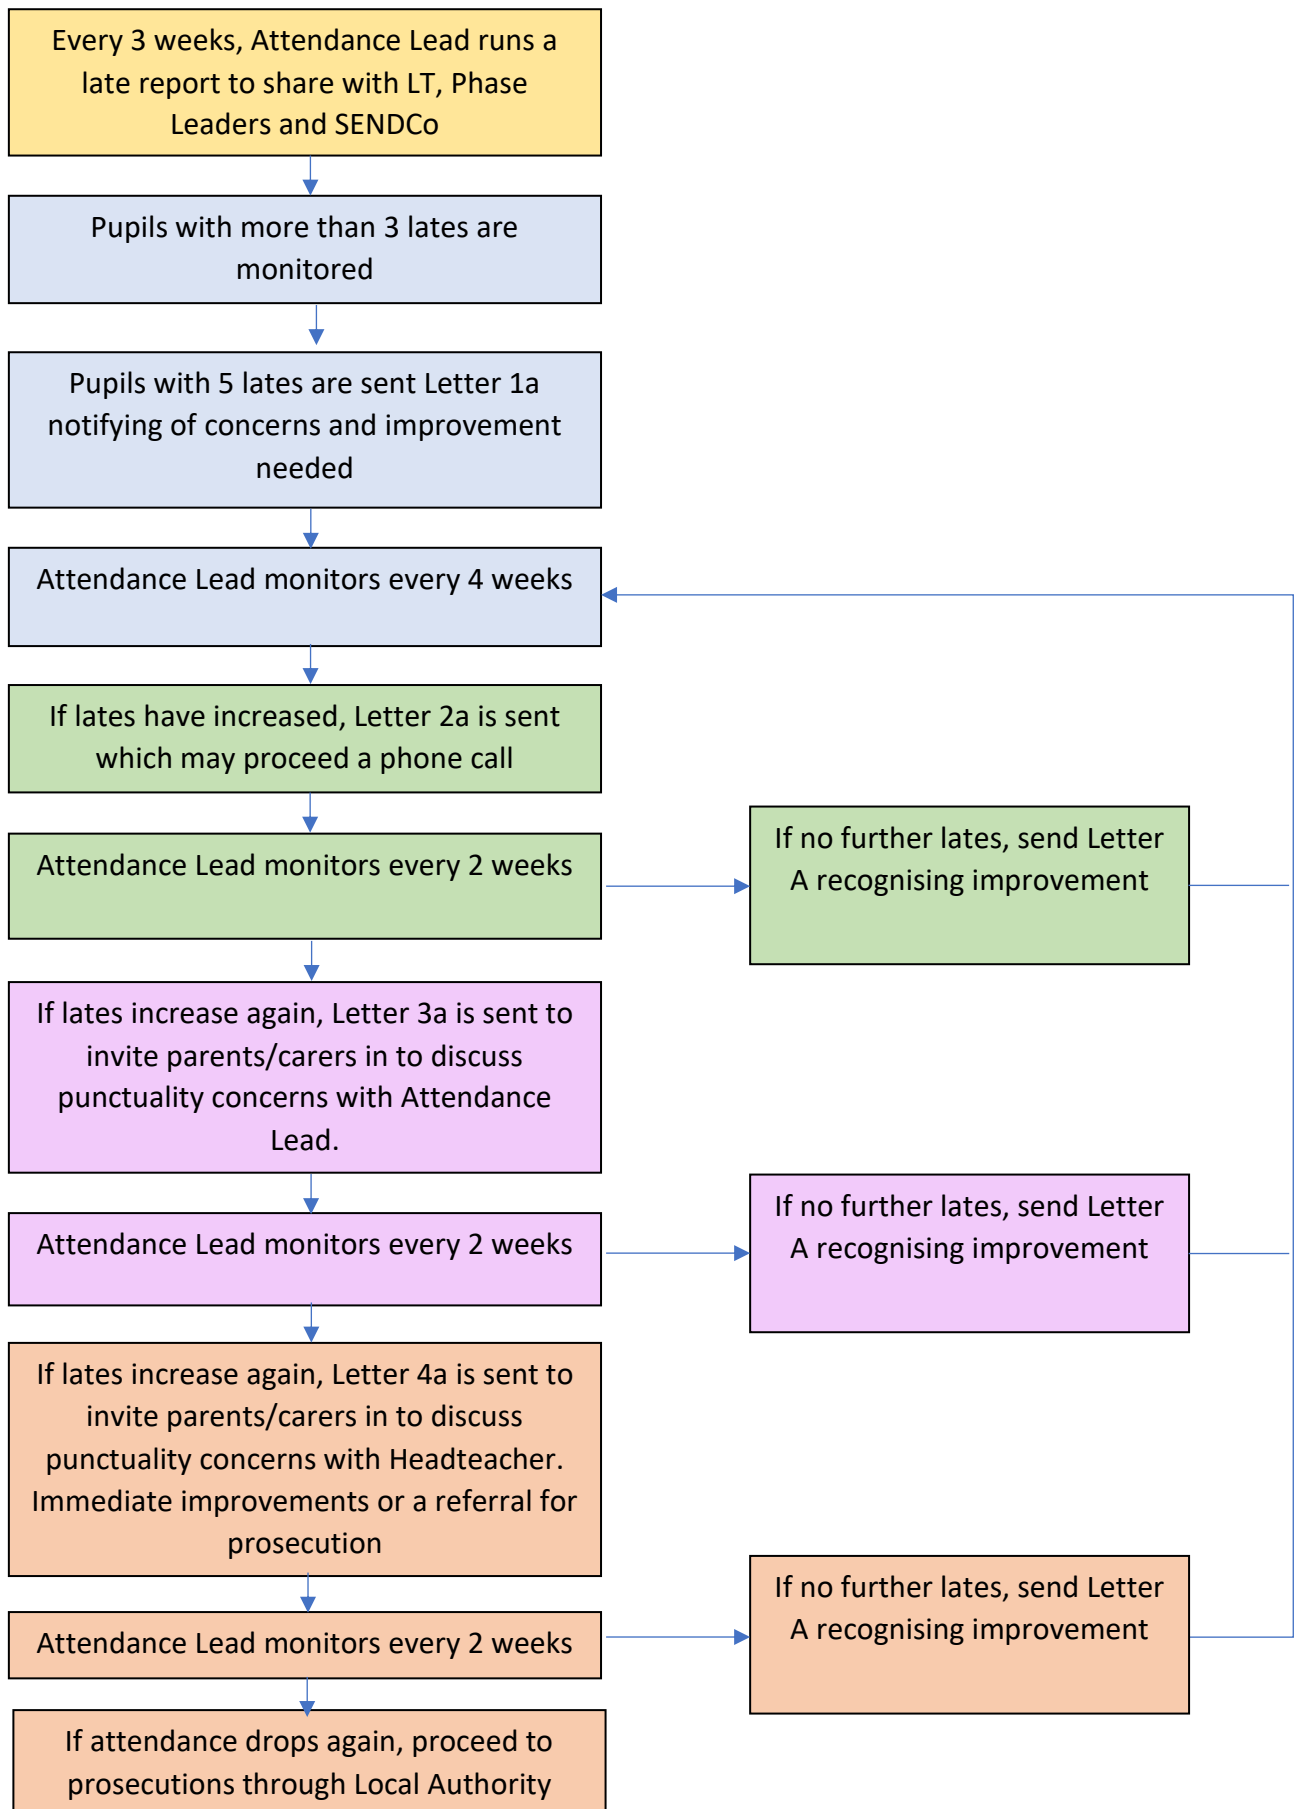 Every 3 weeks, Attendance Lead runs a
late report to share with LT, Phase
Leaders and SENDCo
Pupils with more than 3 lates are
monitored
Pupils with 5 lates are sent Letter 1a
notifying of concerns and improvement
needed
Attendance Lead monitors every 4 weeks
If lates have increased, Letter 2a is sent
which may proceed a phone call
Attendance Lead monitors every 2 weeks
If no further lates, send Letter
A recognising improvement
If lates increase again, Letter 3a is sent to
invite parents/carers in to discuss
punctuality concerns with Attendance
Lead.
Attendance Lead monitors every 2 weeks
If no further lates, send Letter
A recognising improvement
If lates increase again, Letter 4a is sent to
invite parents/carers in to discuss
punctuality concerns with Headteacher.
Immediate improvements or a referral for
prosecution
Attendance Lead monitors every 2 weeks
If no further lates, send Letter
A recognising improvement
If attendance drops again, proceed to
prosecutions through Local Authority